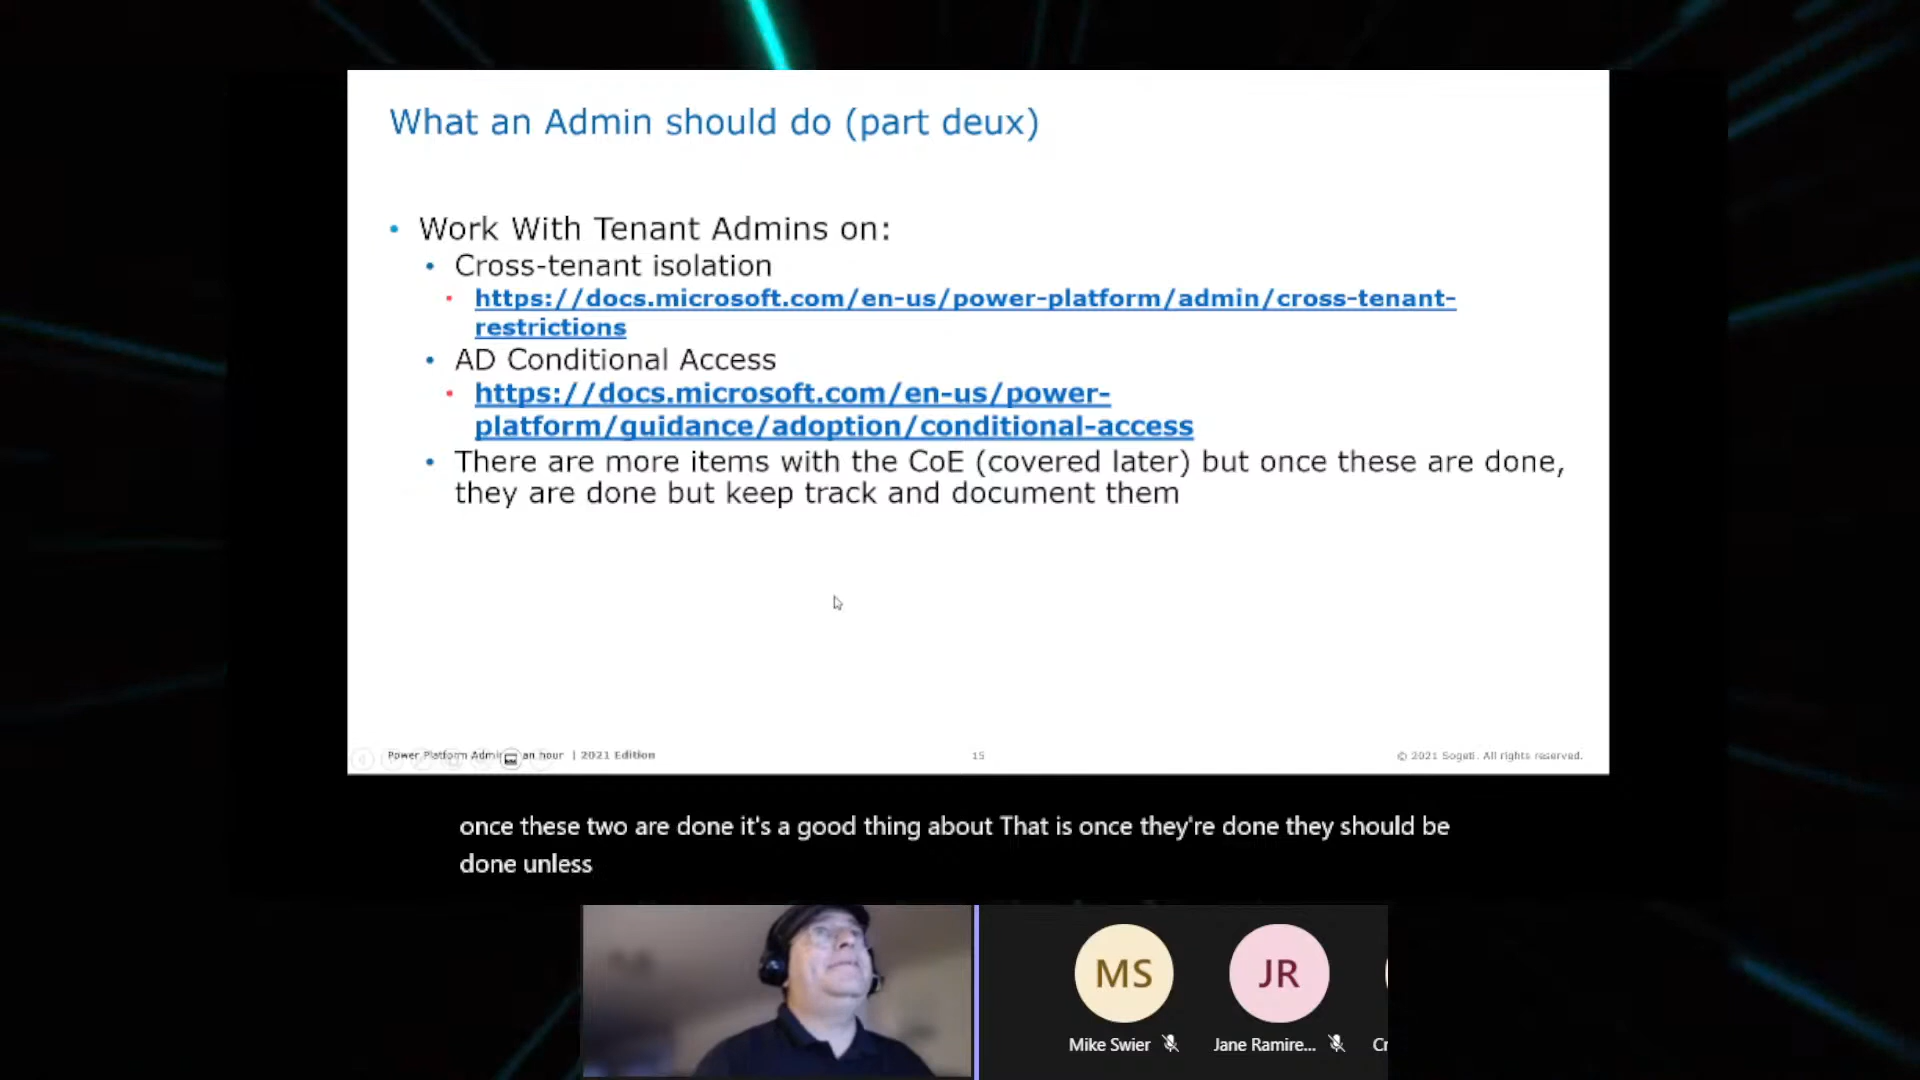 What an Admin should do (part deux)
• Work With Tenant Admins on:
• Cross-tenant isolation
• https://docs.microsoft.com/en-us/power-platform/admin/cross-tenant-
restrictions
• AD Conditional Access
• https://docs.microsoft.com/en-us/power-
platform/guidance/adoption/conditional-access
• There are more items with the CoE (covered later) but once these are done,
they are done but keep track and document them
Power Platform Admin an hour | 2021 Edition
15
© 2021 Sogeti. All rights reserved.
once these two are done it's a good thing about That is once they're done they should be
done unless
MS
JR
Mike Swier
Jane Ramire...
Cr